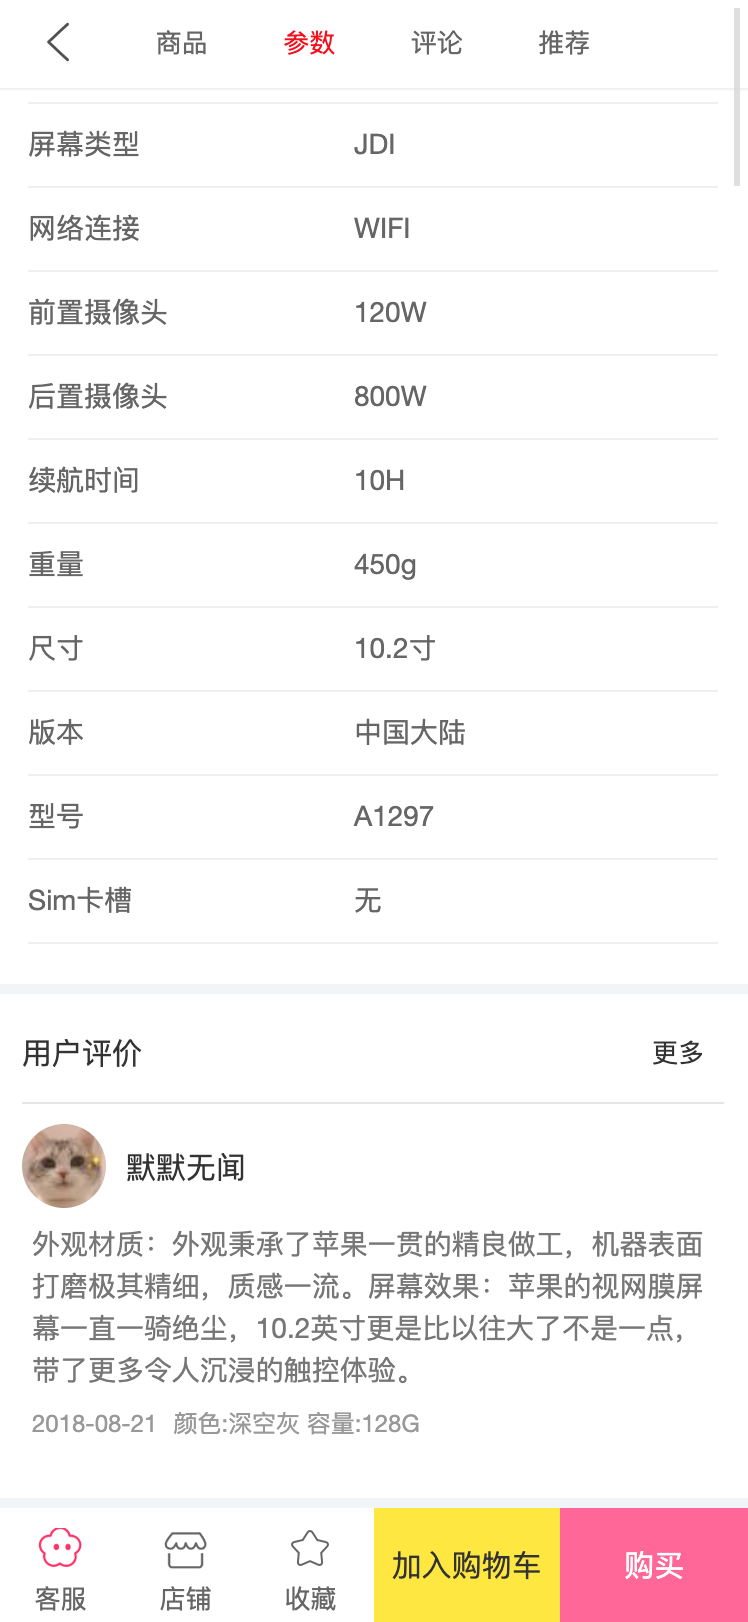 商品 参数 评论 推荐
屏幕类型 JDI
网络连接 WIFI
前置摄像头 120W
后置摄像头 800W
续航时间 10H
重量 450g
尺寸 10.2寸
版本 中国大陆
型号 A1297
Sim卡槽 无
用户评价 更多
默默无闻
外观材质：外观秉承了苹果一贯的精良做工，机器表面
打磨极其精细，质感一流。屏幕效果：苹果的视网膜屏
幕一直一骑绝尘，10.2英寸更是比以往大了不是一点，
带了更多令人沉浸的触控体验。
2018-08-21 颜色:深空灰 容量:128G
客服 店铺 收藏 加入购物车 购买